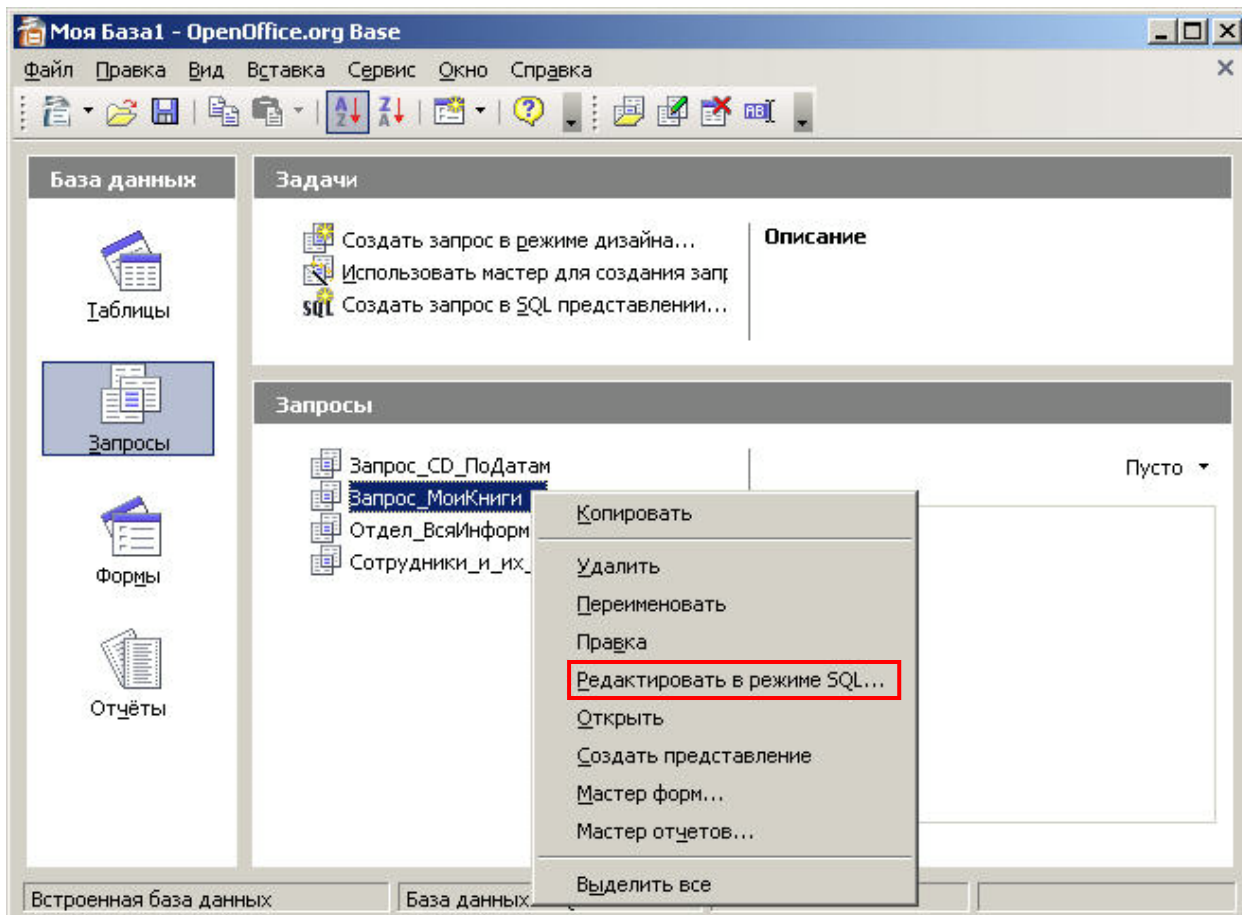 Моя База1 - OpenOffice.org Base
Файл Правка Вид Вставка Сервис Окно Справка
База данных
Таблицы
Запросы
Формы
Отчёты
Задачи
Создать запрос в режиме дизайна...
Использовать мастер для создания
SQL Создать запрос в SQL представлении...
Описание
Запросы
Запрос_CD_ПоДатам
Запрос_МоиКниги
Отдел_ВсяИнформ
Сотрудники_и_их_
Пусто
Копировать
Удалить
Переименовать
Правка
Редактировать в режиме SQL...
Открыть
Создать представление
Мастер форм...
Мастер отчетов...
Выделить все
Встроенная база данных
База данных